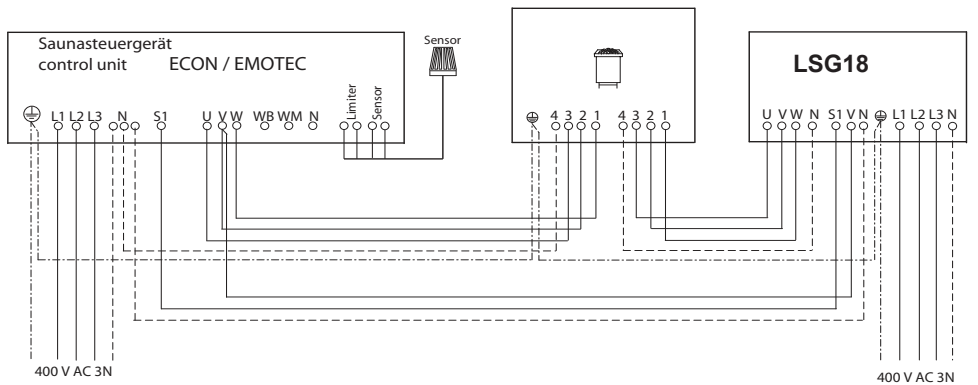 Saunasteuergerät
control unit ECON / EMOTEC
L1 L2 L3 N S1 U V W WB WM N Limiter Sensor
400 V AC 3N
Sensor
4 3 2 1 4 3 2 1
LSG18
U V W N S1 V N L1 L2 L3 N
400 V AC 3N